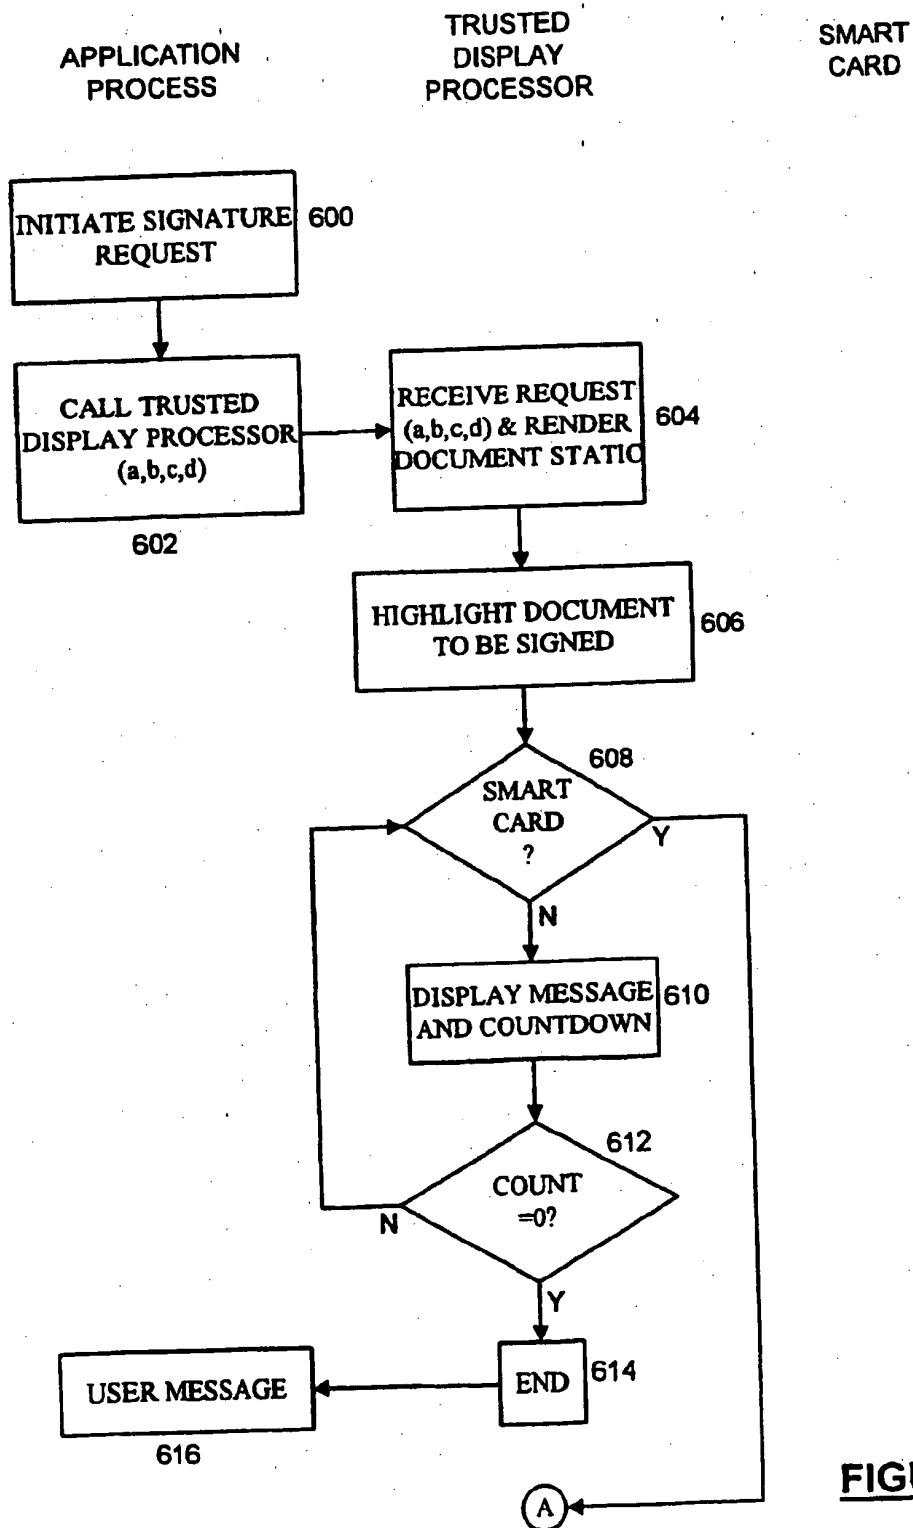 APPLICATION
PROCESS
TRUSTED
DISPLAY
PROCESSOR
SMART
CARD
INITIATE SIGNATURE
REQUEST
600
CALL TRUSTED
DISPLAY PROCESSOR
(a,b,c,d)
602
RECEIVE REQUEST
(a,b,c,d) & RENDER
DOCUMENT STATIC
604
HIGHLIGHT DOCUMENT
TO BE SIGNED
606
608
SMART
CARD
?
Y
N
DISPLAY MESSAGE
AND COUNTDOWN
610
612
COUNT
=0?
N
Y
END
614
USER MESSAGE
616
A